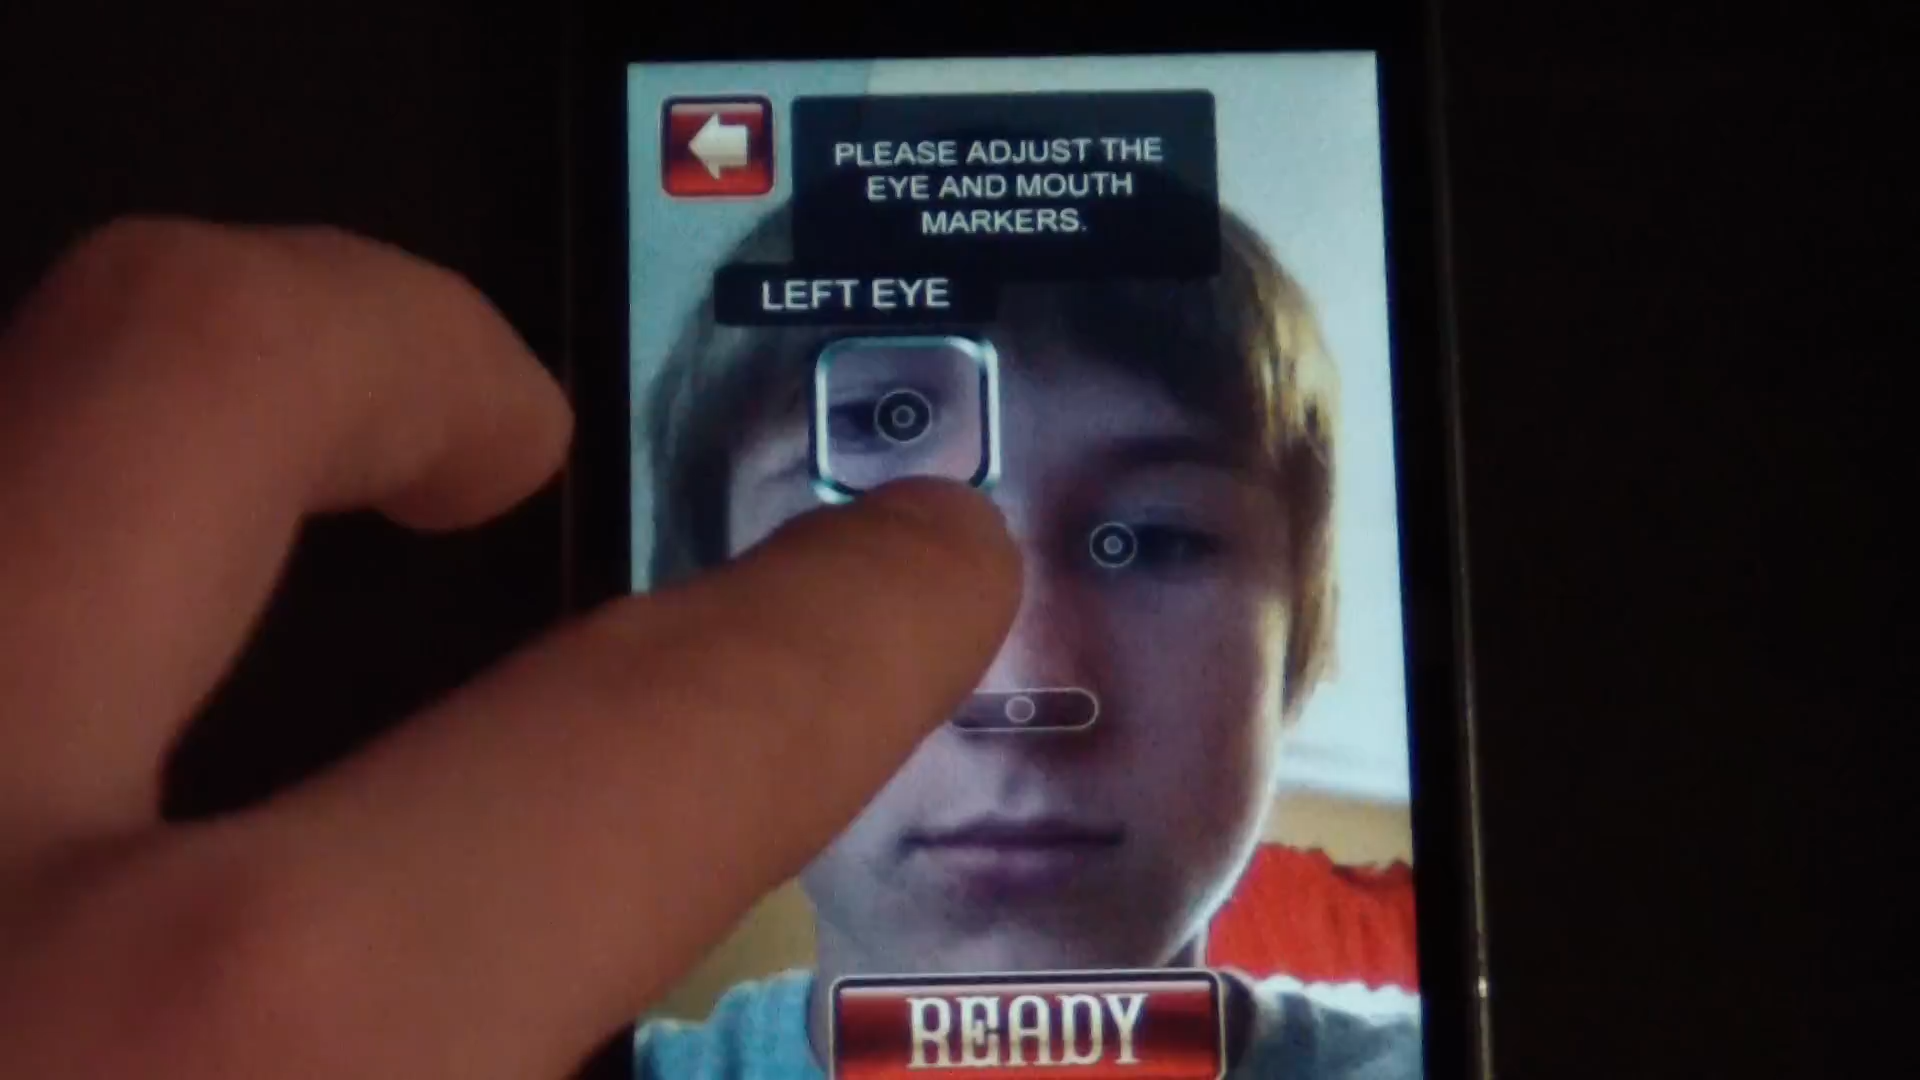 PLEASE ADJUST THE
EYE AND MOUTH
MARKERS.
LEFT EYE
READY